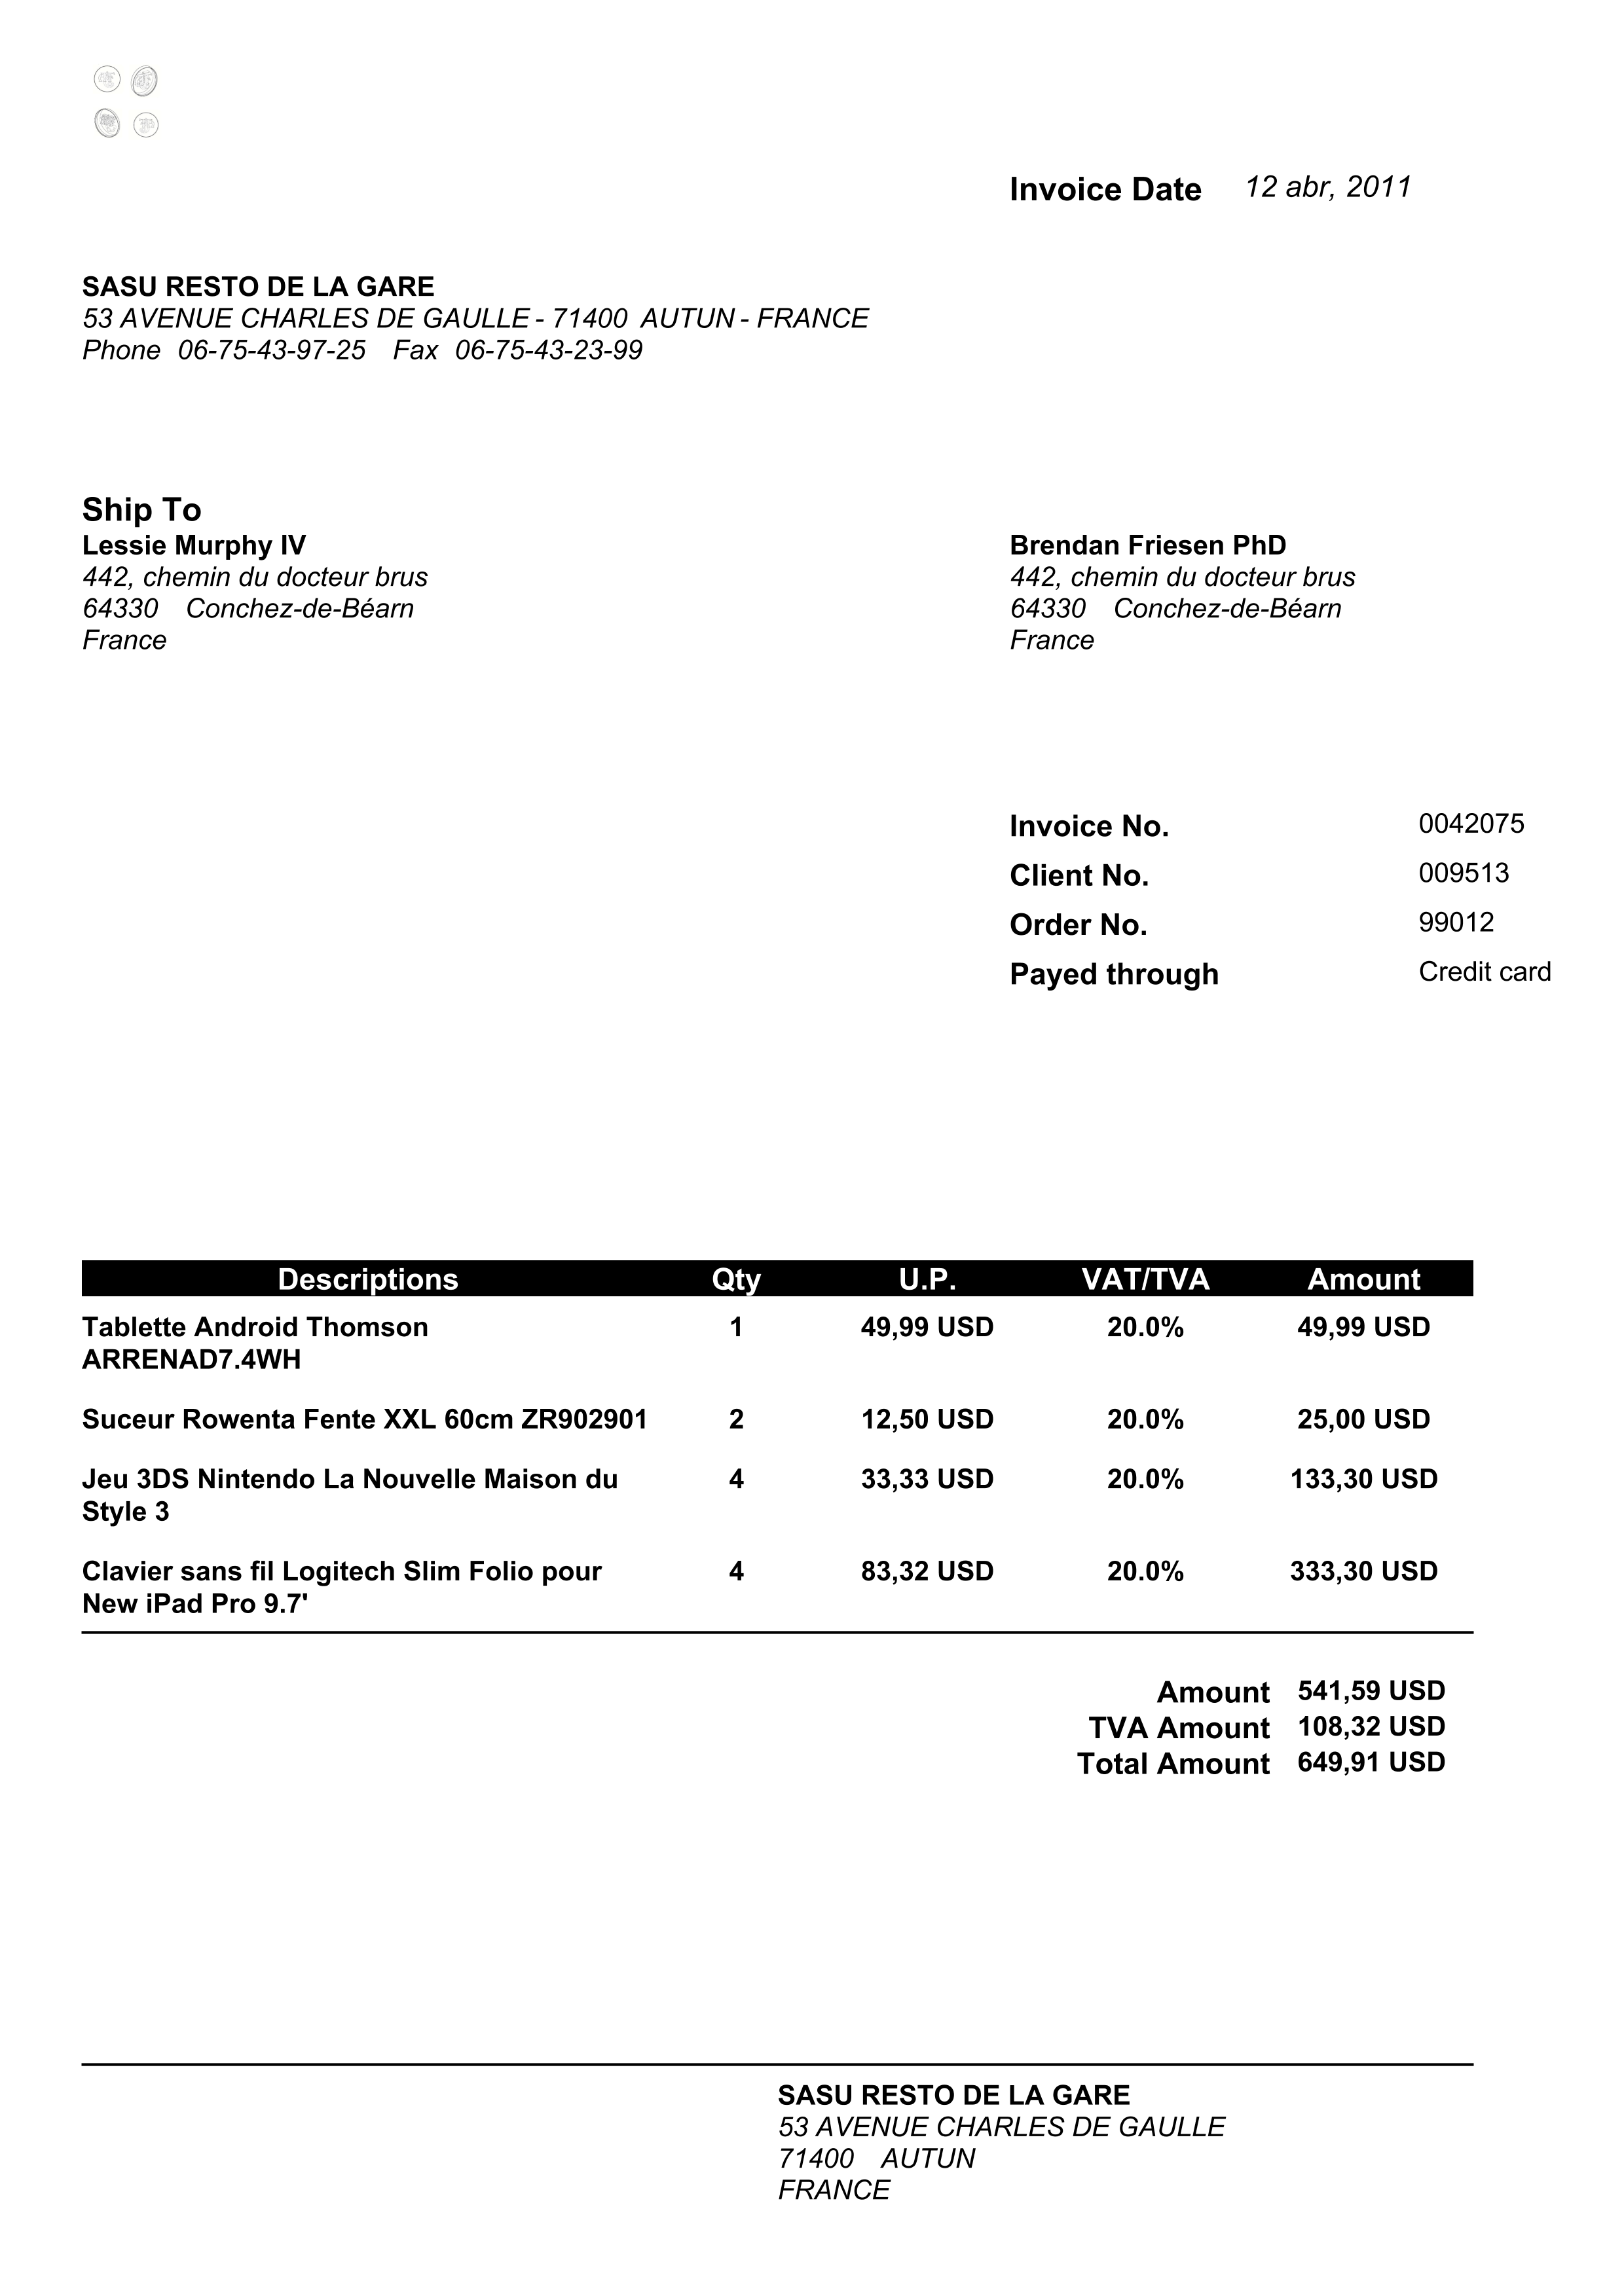 Invoice Date 12 abr, 2011
SASU RESTO DE LA GARE
53 AVENUE CHARLES DE GAULLE - 71400 AUTUN - FRANCE
Phone 06-75-43-97-25 Fax 06-75-43-23-99
Ship To
Lessie Murphy IV
442, chemin du docteur brus
64330 Conchez-de-Béarn
France
Brendan Friesen PhD
442, chemin du docteur brus
64330 Conchez-de-Béarn
France
Invoice No. 0042075
Client No. 009513
Order No. 99012
Payed through Credit card
Descriptions Qty U.P. VAT/TVA Amount
Tablette Android Thomson 1 49,99 USD 20.0% 49,99 USD
ARRENAD7.4WH
Suceur Rowenta Fente XXL 60cm ZR902901 2 12,50 USD 20.0% 25,00 USD
Jeu 3DS Nintendo La Nouvelle Maison du 4 33,33 USD 20.0% 133,30 USD
Style 3
Clavier sans fil Logitech Slim Folio pour 4 83,32 USD 20.0% 333,30 USD
New iPad Pro 9.7'
Amount 541,59 USD
TVA Amount 108,32 USD
Total Amount 649,91 USD
SASU RESTO DE LA GARE
53 AVENUE CHARLES DE GAULLE
71400 AUTUN
FRANCE